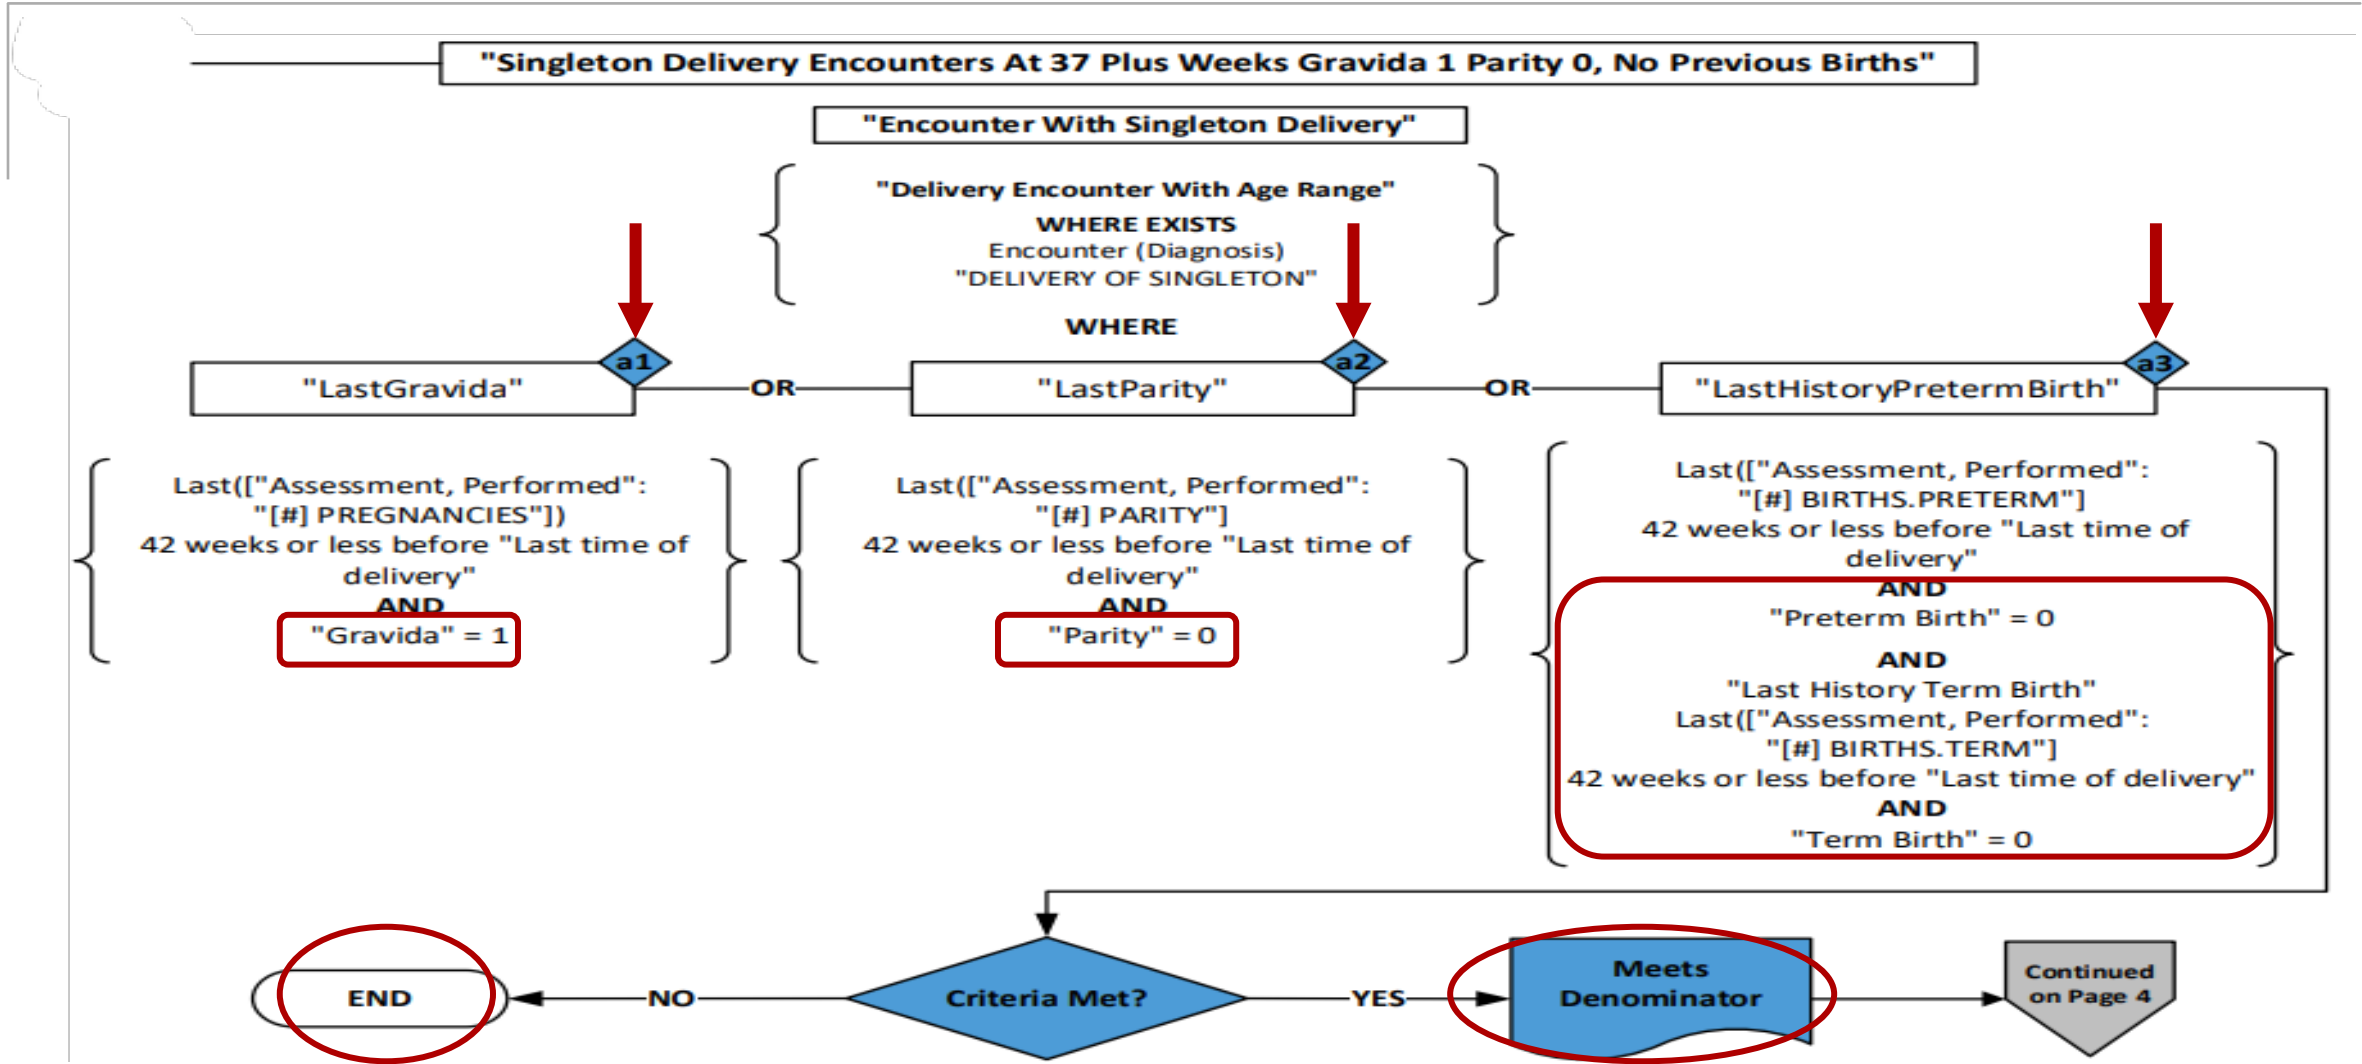 "Singleton Delivery Encounters At 37 Plus Weeks Gravida 1 Parity 0, No Previous Births"
"Encounter With Singleton Delivery"
"Delivery Encounter With Age Range"
WHERE EXISTS
Encounter (Diagnosis)
"DELIVERY OF SINGLETON"
WHERE
a1
"LastGravida"
OR
a2
"LastParity"
OR
a3
"LastHistoryPretermBirth"
Last(["Assessment, Performed":
"[#] PREGNANCIES"])
42 weeks or less before "Last time of
delivery"
AND
"Gravida" = 1
Last(["Assessment, Performed":
"[#] PARITY"]
42 weeks or less before "Last time of
delivery"
AND
"Parity" = 0
Last(["Assessment, Performed":
"[#] BIRTHS.PRETERM"]
42 weeks or less before "Last time of
delivery"
AND
"Preterm Birth" = 0
AND
"Last History Term Birth"
Last(["Assessment, Performed":
"[#] BIRTHS.TERM"]
42 weeks or less before "Last time of delivery"
AND
"Term Birth" = 0
END
NO
Criteria Met?
YES
Meets
Denominator
Continued
on Page 4